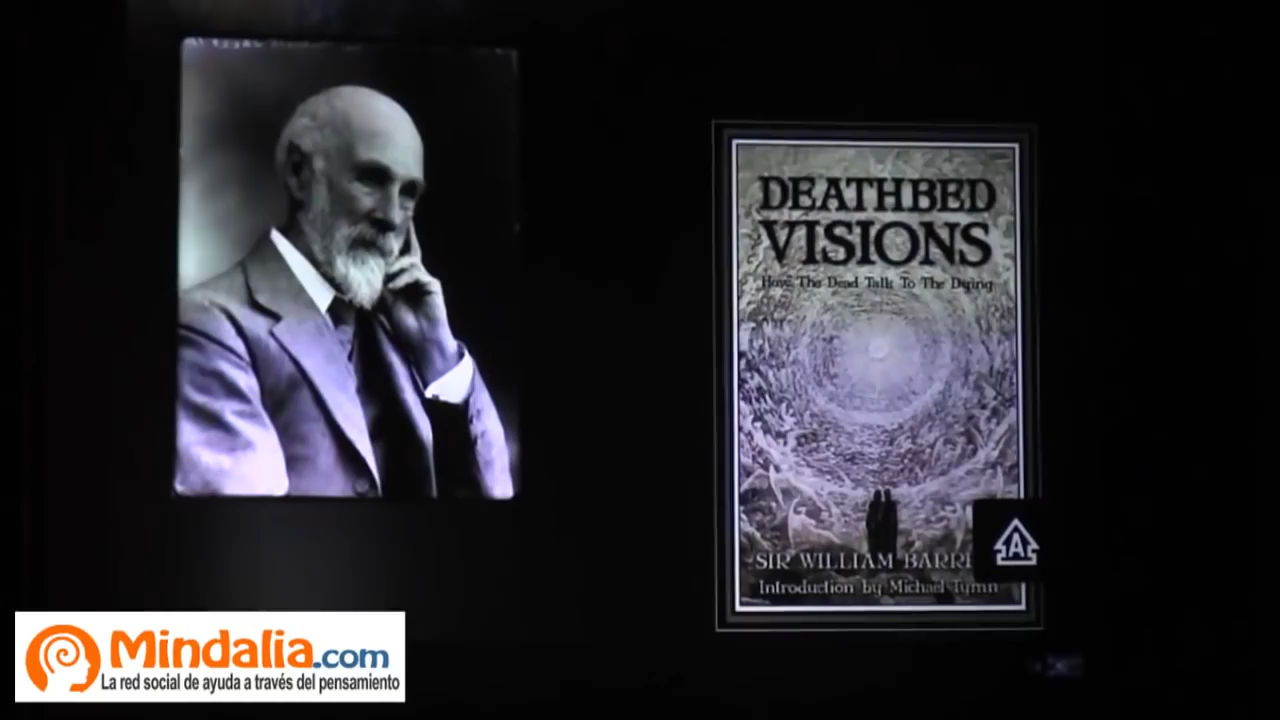 DEATHBED
VISIONS
How The Dead Talk To The Dying
SIR WILLIAM BARRE
Introduction by Michael Tymn
A
Mindalia.com
La red social de ayuda a través del pensamiento